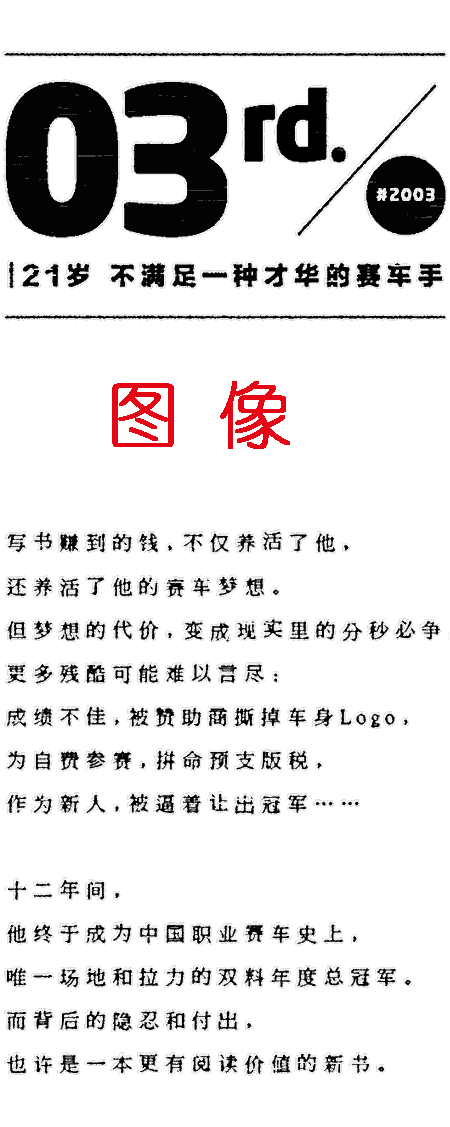 03rd.
#2003
21岁 不满足一种才华的赛车手
图像
写书赚到的钱，不仅养活了他，
还养活了他的赛车梦想。
但梦想的代价，变成现实里的分秒必争
更多残酷可能难以言尽：
成绩不佳，被赞助商撕掉车身Logo，
为自费参赛，拼命预支版税，
作为新人，被逼着让出冠军……
十二年间，
他终于成为中国职业赛车史上，
唯一场地和拉力的双料年度总冠军。
而背后的隐忍和付出，
也许是一本更有阅读价值的新书。